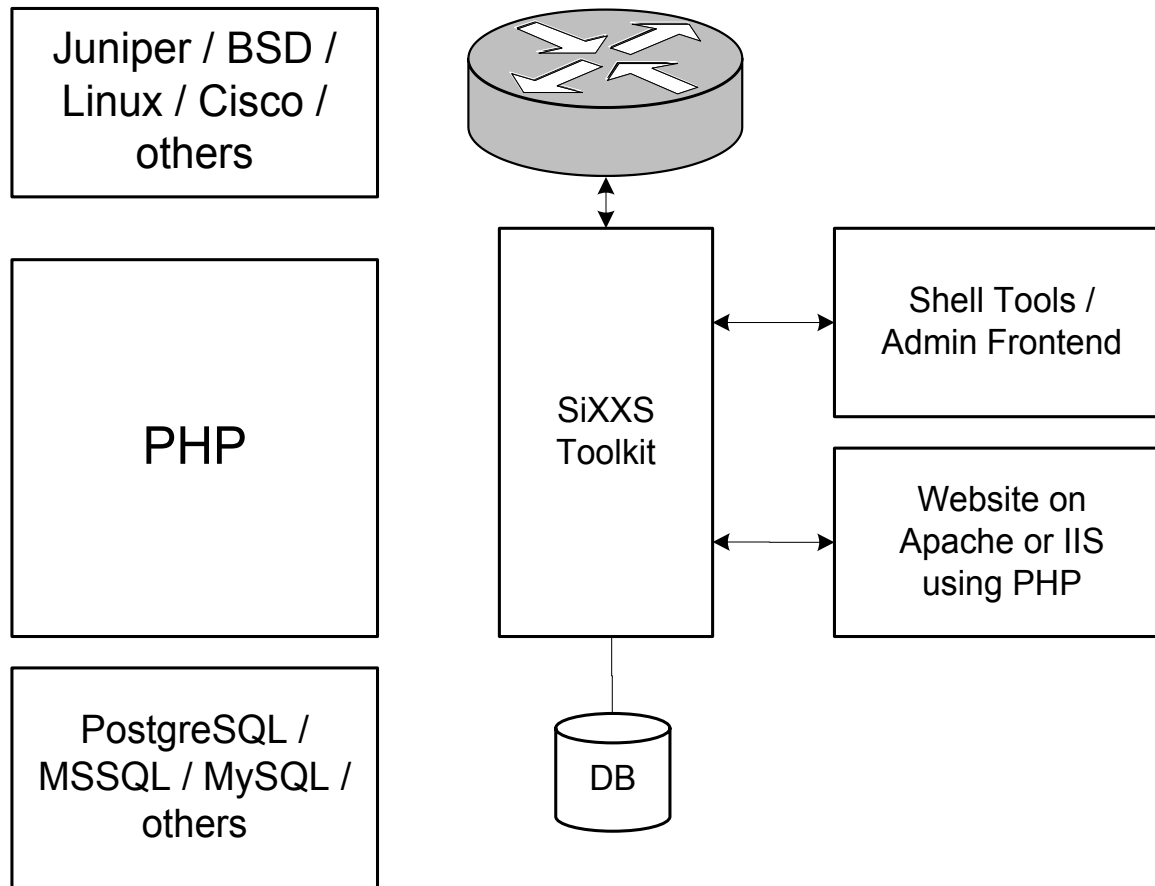 Juniper / BSD /
Linux / Cisco /
others
PHP
PostgreSQL /
MSSQL / MySQL /
others
SiXXS
Toolkit
DB
Shell Tools /
Admin Frontend
Website on
Apache or IIS
using PHP